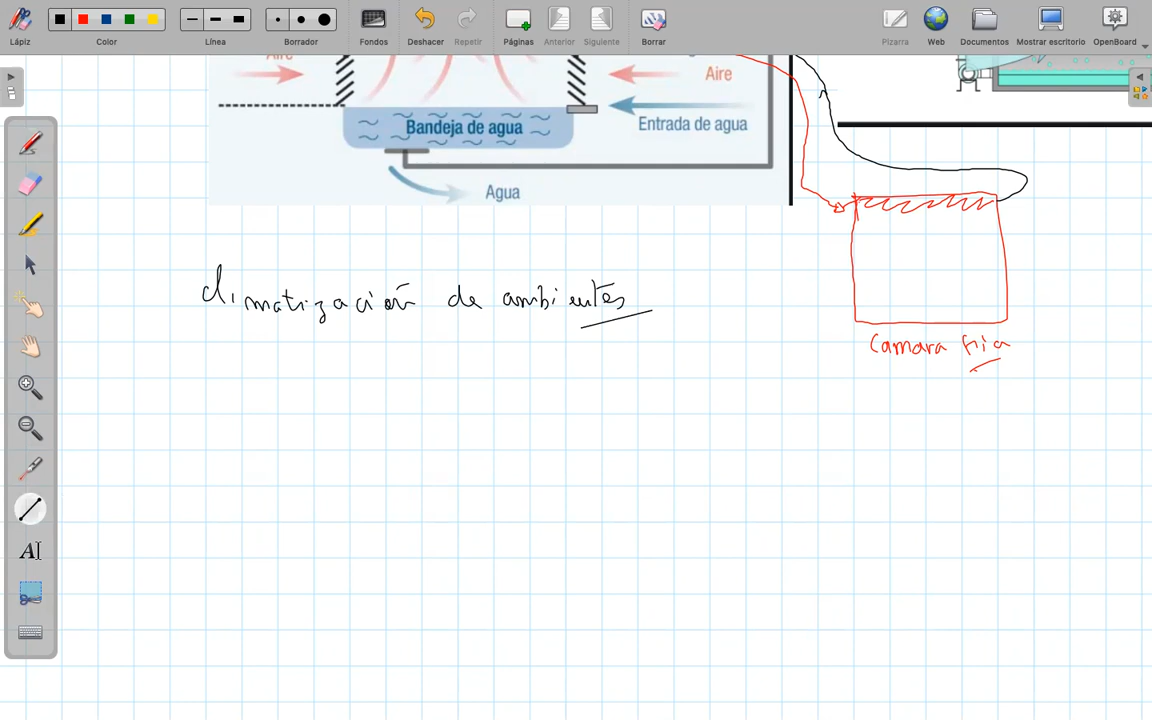 Color
Línea
Borrador
Lápiz
Fondos
Deshacer
Repetir
Páginas
Anterior
Siguiente
Borrar
Pizarra
Web
Documentos
Mostrar escritorio
OpenBoard
Aire
Aire
Bandeja de agua
Entrada de agua
Agua
Climatización de ambientes
Camara fria